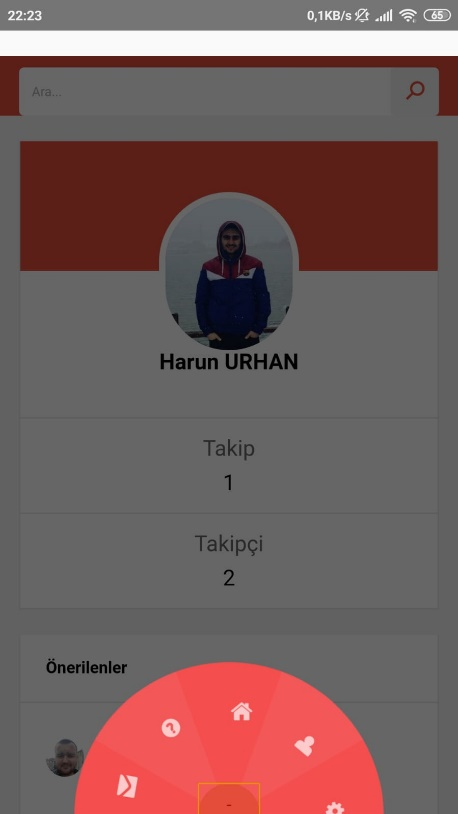 22:23
0,1KB/s
65
Ara...
Harun URHAN
Takip
1
Takipçi
2
Önerilenler
-